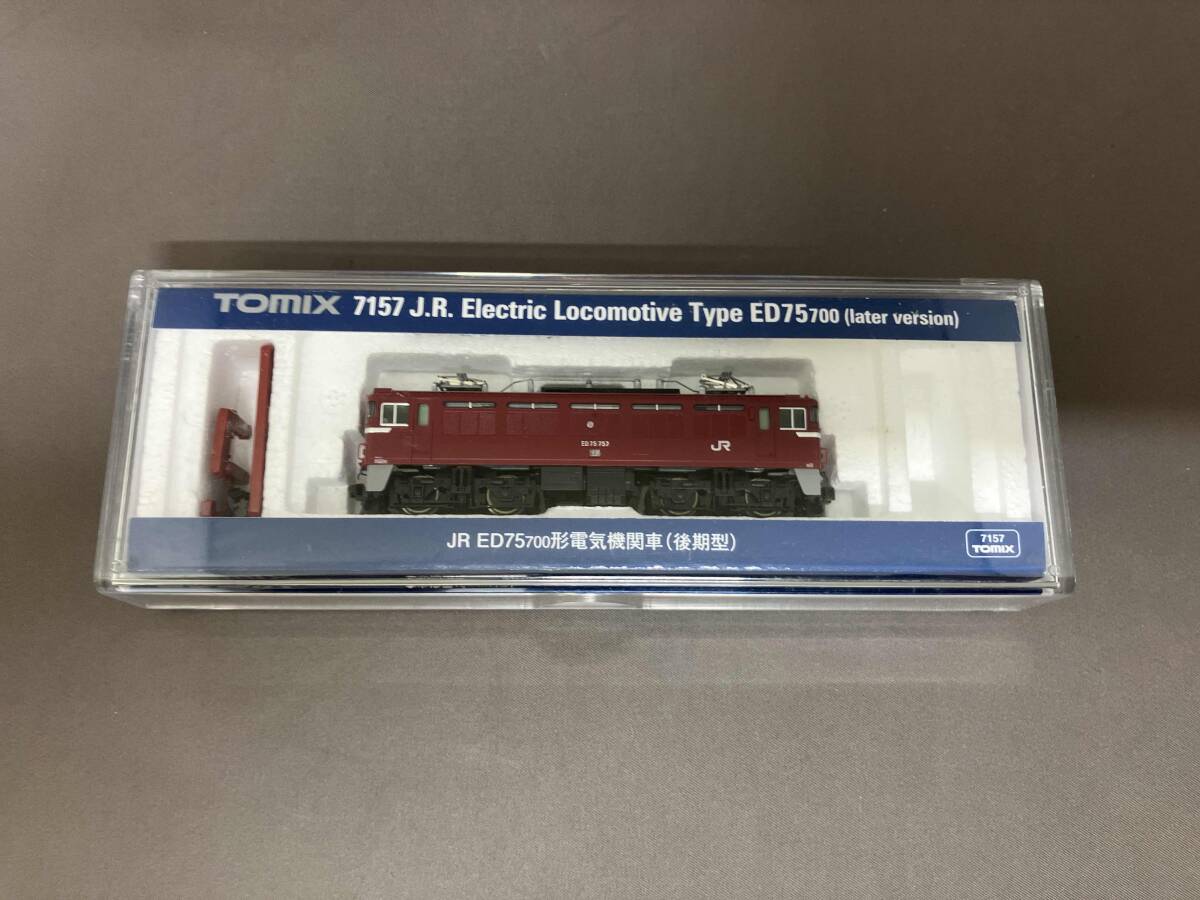 TOMIX 7157 J.R. Electric Locomotive Type ED75700 (later version)
ED 75 757
JR
JR ED75700形電気機関車(後期型)
7157
TOMIX